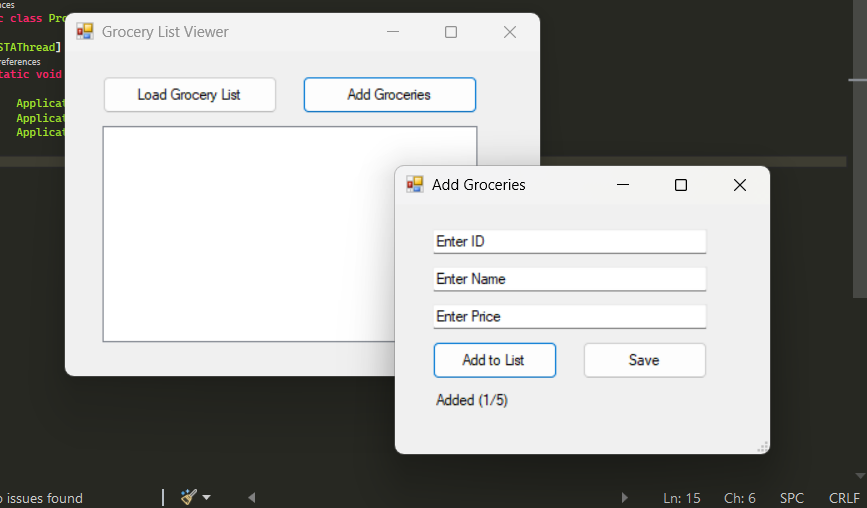 nces
c class Pro
STAThread]
references
tatic void
Applicat
Applicat
Applicat
Grocery List Viewer
Load Grocery List
Add Groceries
Add Groceries
Enter ID
Enter Name
Enter Price
Add to List
Save
Added (1/5)
o issues found
Ln: 15
Ch: 6
SPC
CRLF